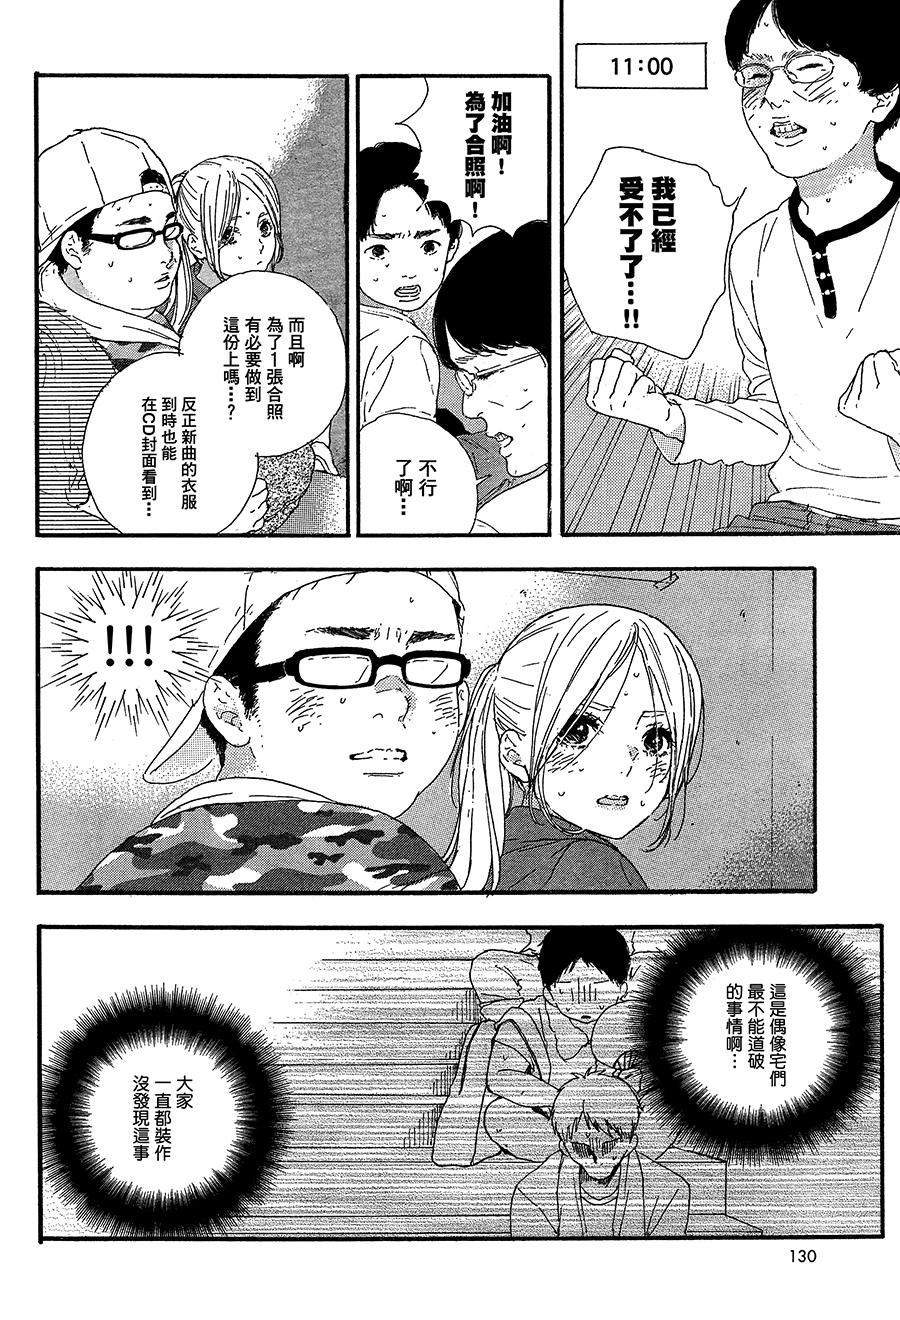 11:00
我已經
受不了了…!!
加油啊！
為了合照啊！
不行
了啊…
而且啊
為了1張合照
有必要做到
這份上嗎…？
反正新曲的衣服
到時也能
在CD封面看到…
!!!
這是偶像宅們
最不能道破
的事情啊…
大家
一直都裝作
沒發現這事
130